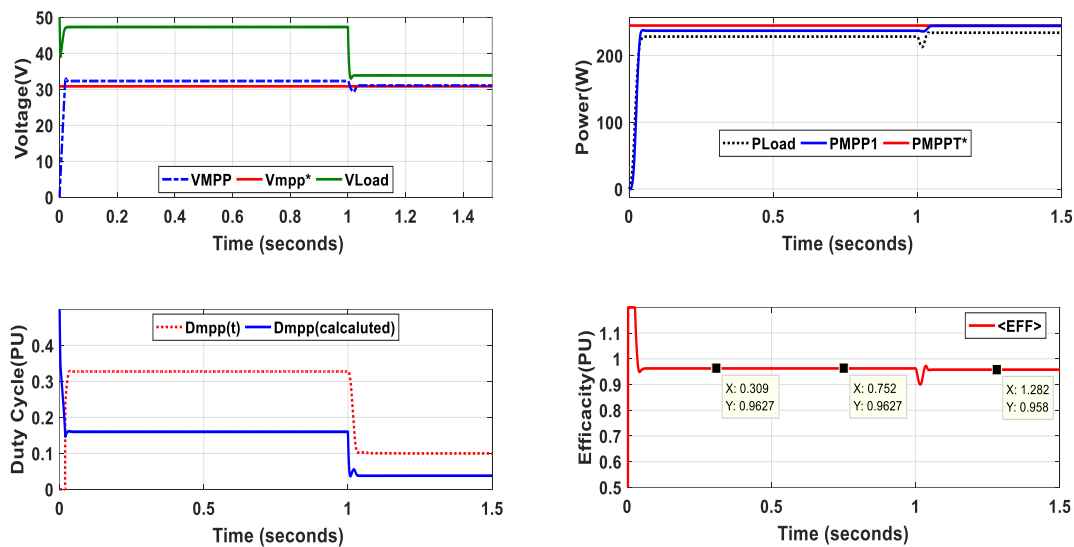 50
40
30
20
10
0
Voltage(V)
VMPP Vmpp* VLoad
0 0.2 0.4 0.6 0.8 1 1.2 1.4
Time (seconds)
200
100
0
Power(W)
PLoad PMPP1 PMPPT*
0 0.5 1 1.5
Time (seconds)
0.4
0.3
0.2
0.1
0
Duty Cycle(PU)
Dmpp(t) Dmpp(calcaluted)
0 0.5 1 1.5
Time (seconds)
1.1
1
0.9
0.8
0.7
0.6
0.5
Efficacity(PU)
<EFF>
X: 0.309
Y: 0.9627
X: 0.752
Y: 0.9627
X: 1.282
Y: 0.958
0 0.5 1 1.5
Time (seconds)